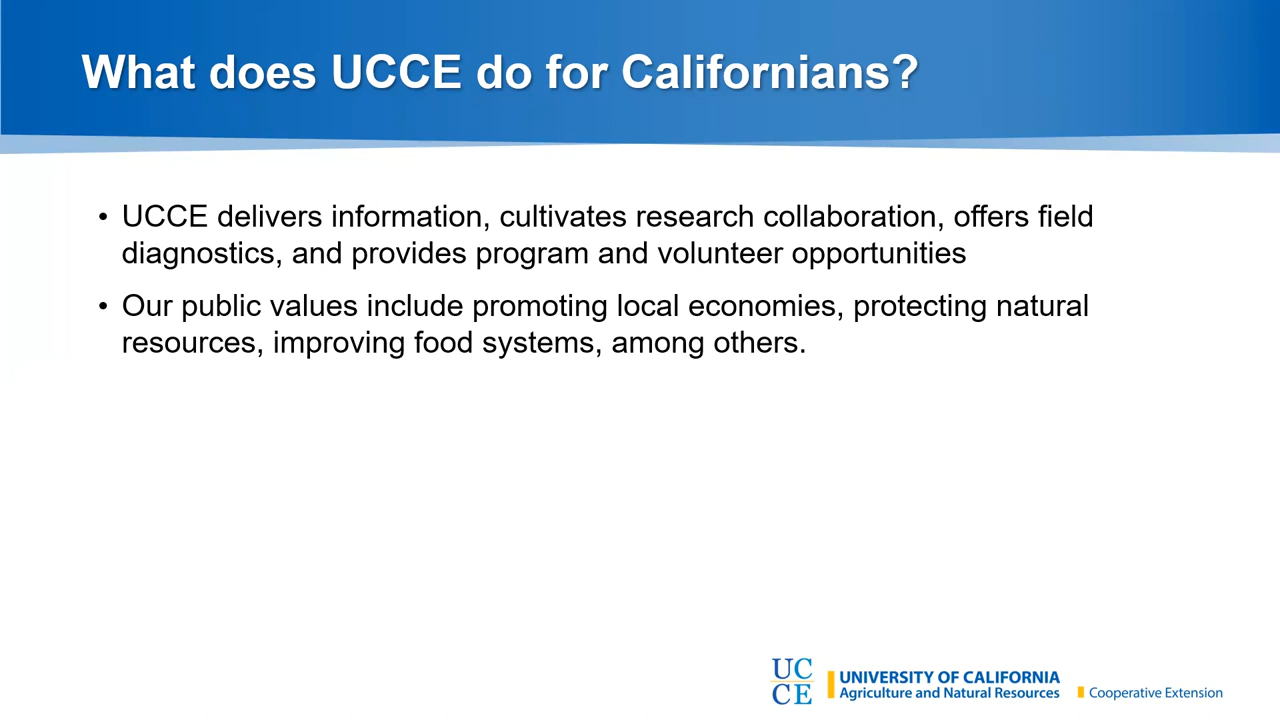 What does UCCE do for Californians?
• UCCE delivers information, cultivates research collaboration, offers field
diagnostics, and provides program and volunteer opportunities
• Our public values include promoting local economies, protecting natural
resources, improving food systems, among others.
UC
CE
UNIVERSITY OF CALIFORNIA
Agriculture and Natural Resources
Cooperative Extension